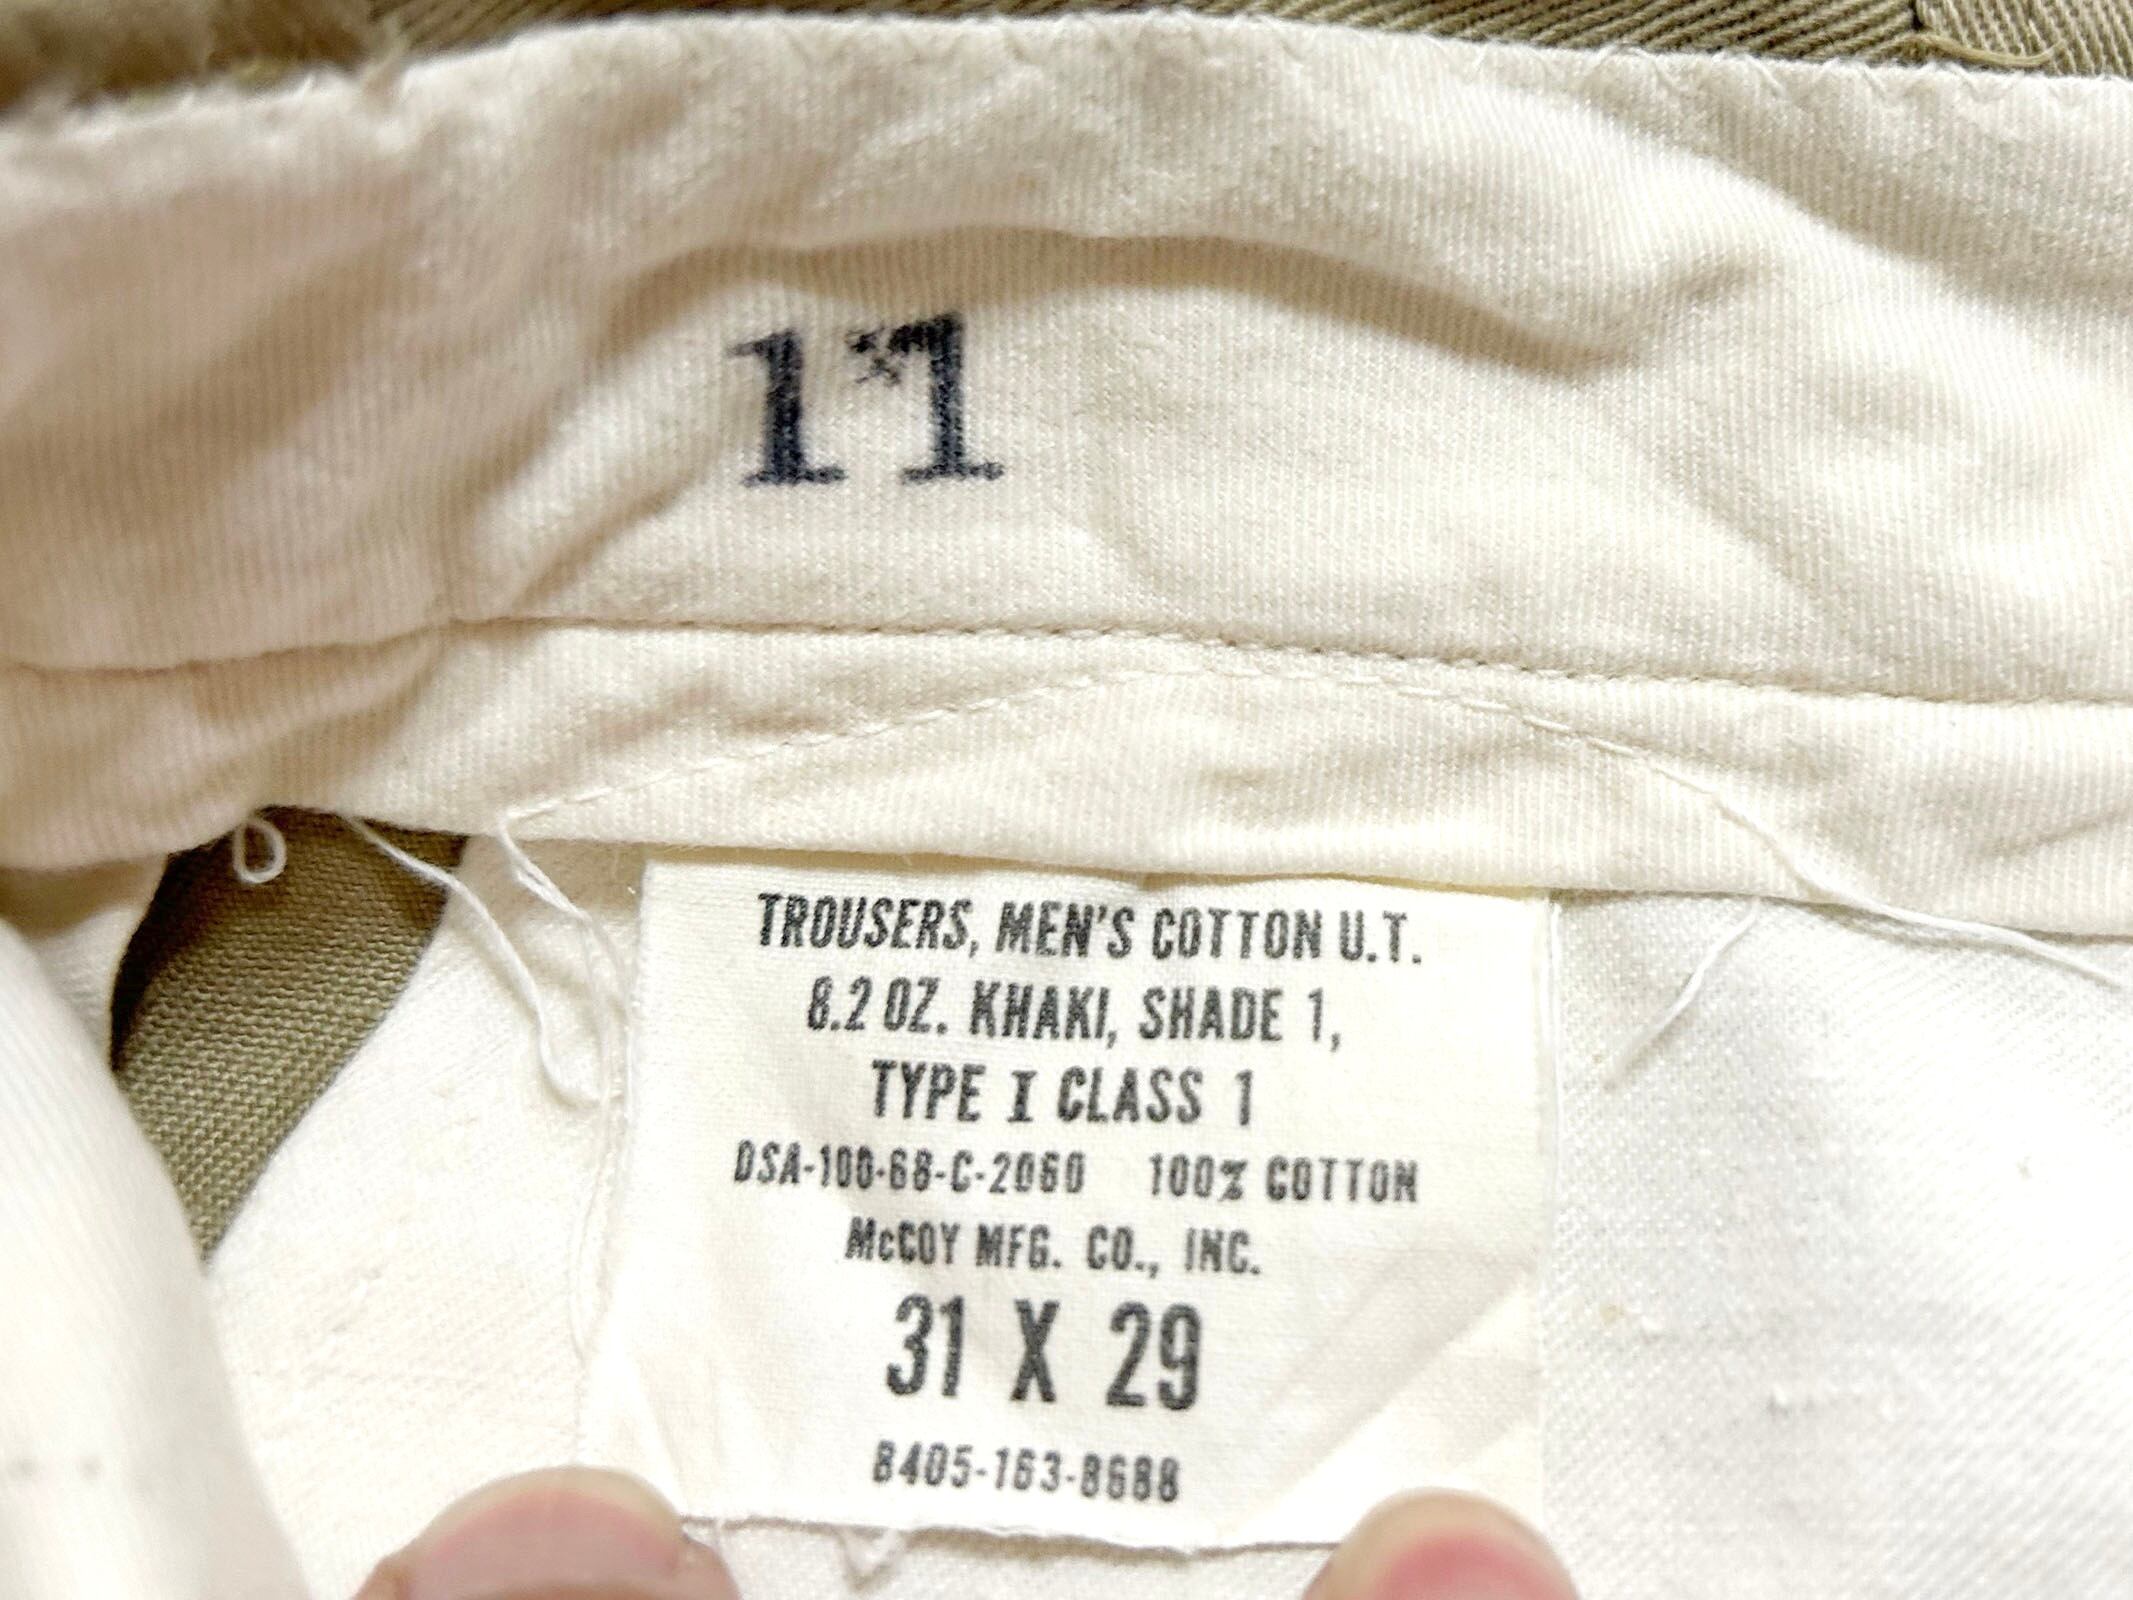 11
TROUSERS, MEN'S COTTON U.T.
8.2 OZ. KHAKI, SHADE 1,
TYPE I CLASS 1
DSA-100-68-C-2060 100% COTTON
McCOY MFG. CO., INC.
31 X 29
8405-163-8688